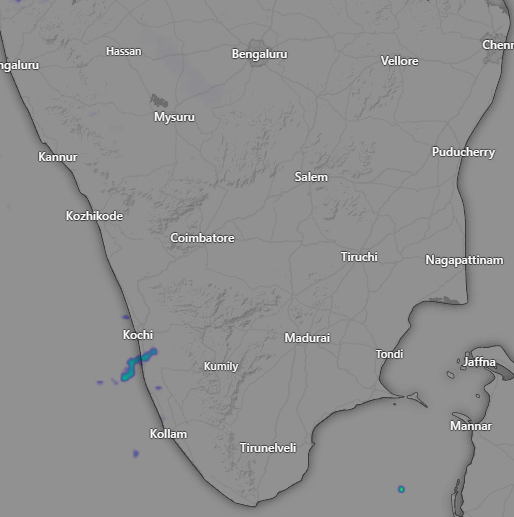 Hassan
Bengaluru
Chenn
ngaluru
Vellore
Mysuru
Kannur
Puducherry
Salem
Kozhikode
Coimbatore
Tiruchi
Nagapattinam
Kochi
Madurai
Tondi
Kumily
Jaffna
Kollam
Mannar
Tirunelveli